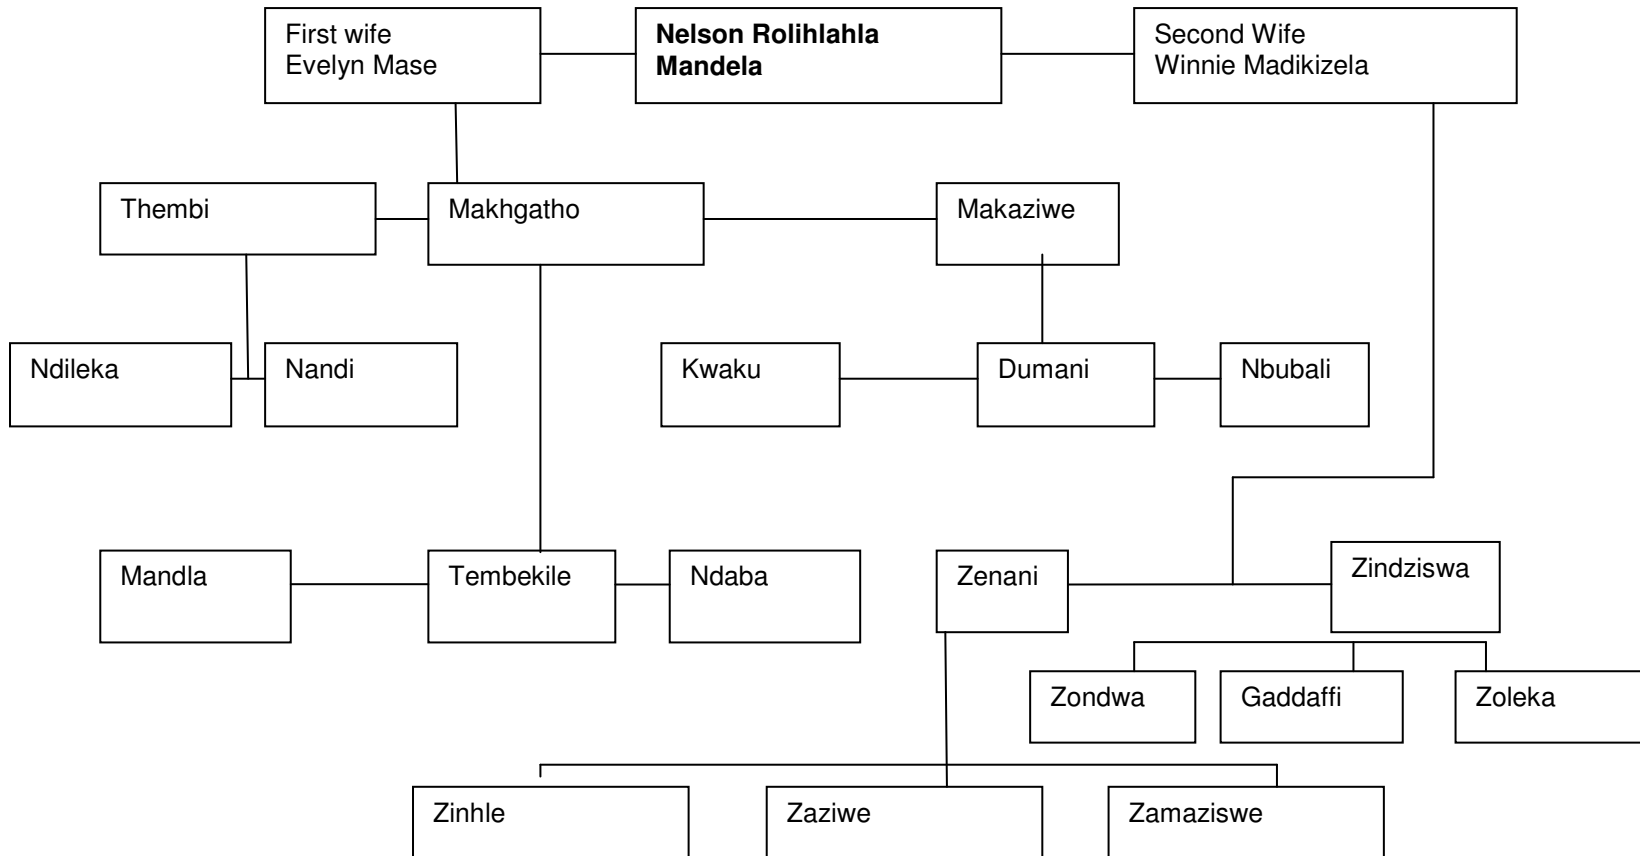 First wife
Evelyn Mase
Nelson Rolihlahla
Mandela
Second Wife
Winnie Madikizela
Thembi
Makhgatho
Makaziwe
Ndileka
Nandi
Kwaku
Dumani
Nbubali
Mandla
Tembekile
Ndaba
Zenani
Zindziswa
Zondwa
Gaddaffi
Zoleka
Zinhle
Zaziwe
Zamaziswe